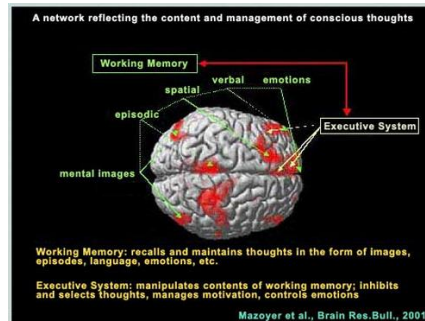 A network reflecting the content and management of conscious thoughts
Working Memory
verbal
emotions
spatial
episodic
Executive System
mental images
Working Memory: recalls and maintains thoughts in the form of images,
episodes, language, emotions, etc.
Executive System: manipulates contents of working memory; inhibits
and selects thoughts, manages motivation, controls emotions
Mazoyer et al., Brain Res.Bull., 2001